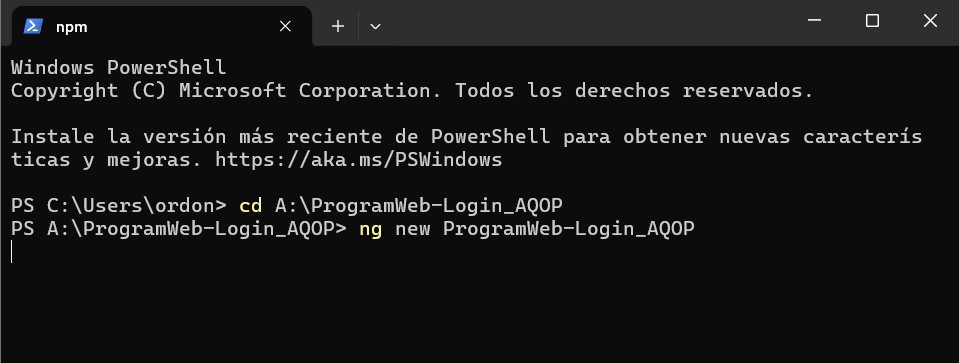 npm
Windows PowerShell
Copyright (C) Microsoft Corporation. Todos los derechos reservados.
Instale la versión más reciente de PowerShell para obtener nuevas caracterís
ticas y mejoras. https://aka.ms/PSWindows
PS C:\Users\ordon> cd A:\ProgramWeb-Login_AQOP
PS A:\ProgramWeb-Login_AQOP> ng new ProgramWeb-Login_AQOP